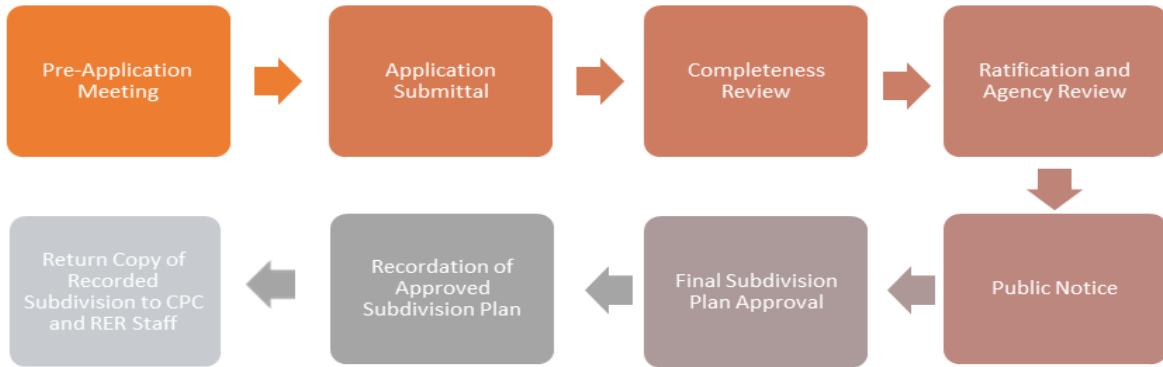 Pre-Application
Meeting
Application
Submittal
Completeness
Review
Ratification and
Agency Review
Public Notice
Final Subdivision
Plan Approval
Recordation of
Approved
Subdivision Plan
Return Copy of
Recorded
Subdivision to CPC
and RER Staff